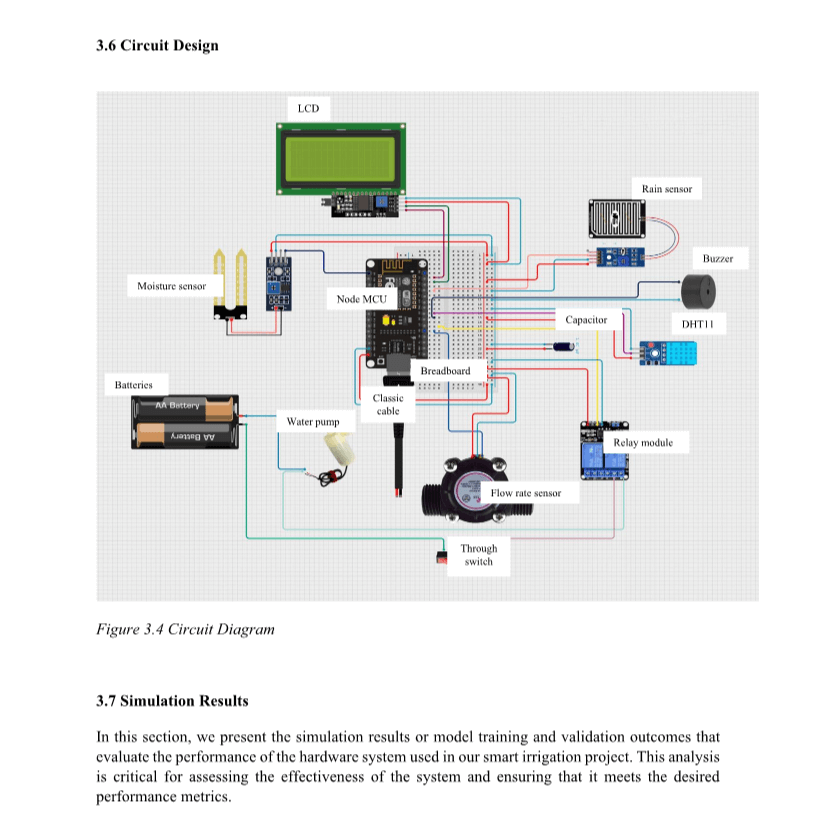 3.6 Circuit Design
LCD
Rain sensor
Buzzer
Moisture sensor
Node MCU
Capacitor
DHT11
Breadboard
Batteries
AA Battery
AA Battery
Classic
cable
Water pump
Relay module
Flow rate sensor
Through
switch
Figure 3.4 Circuit Diagram
3.7 Simulation Results
In this section, we present the simulation results or model training and validation outcomes that
evaluate the performance of the hardware system used in our smart irrigation project. This analysis
is critical for assessing the effectiveness of the system and ensuring that it meets the desired
performance metrics.